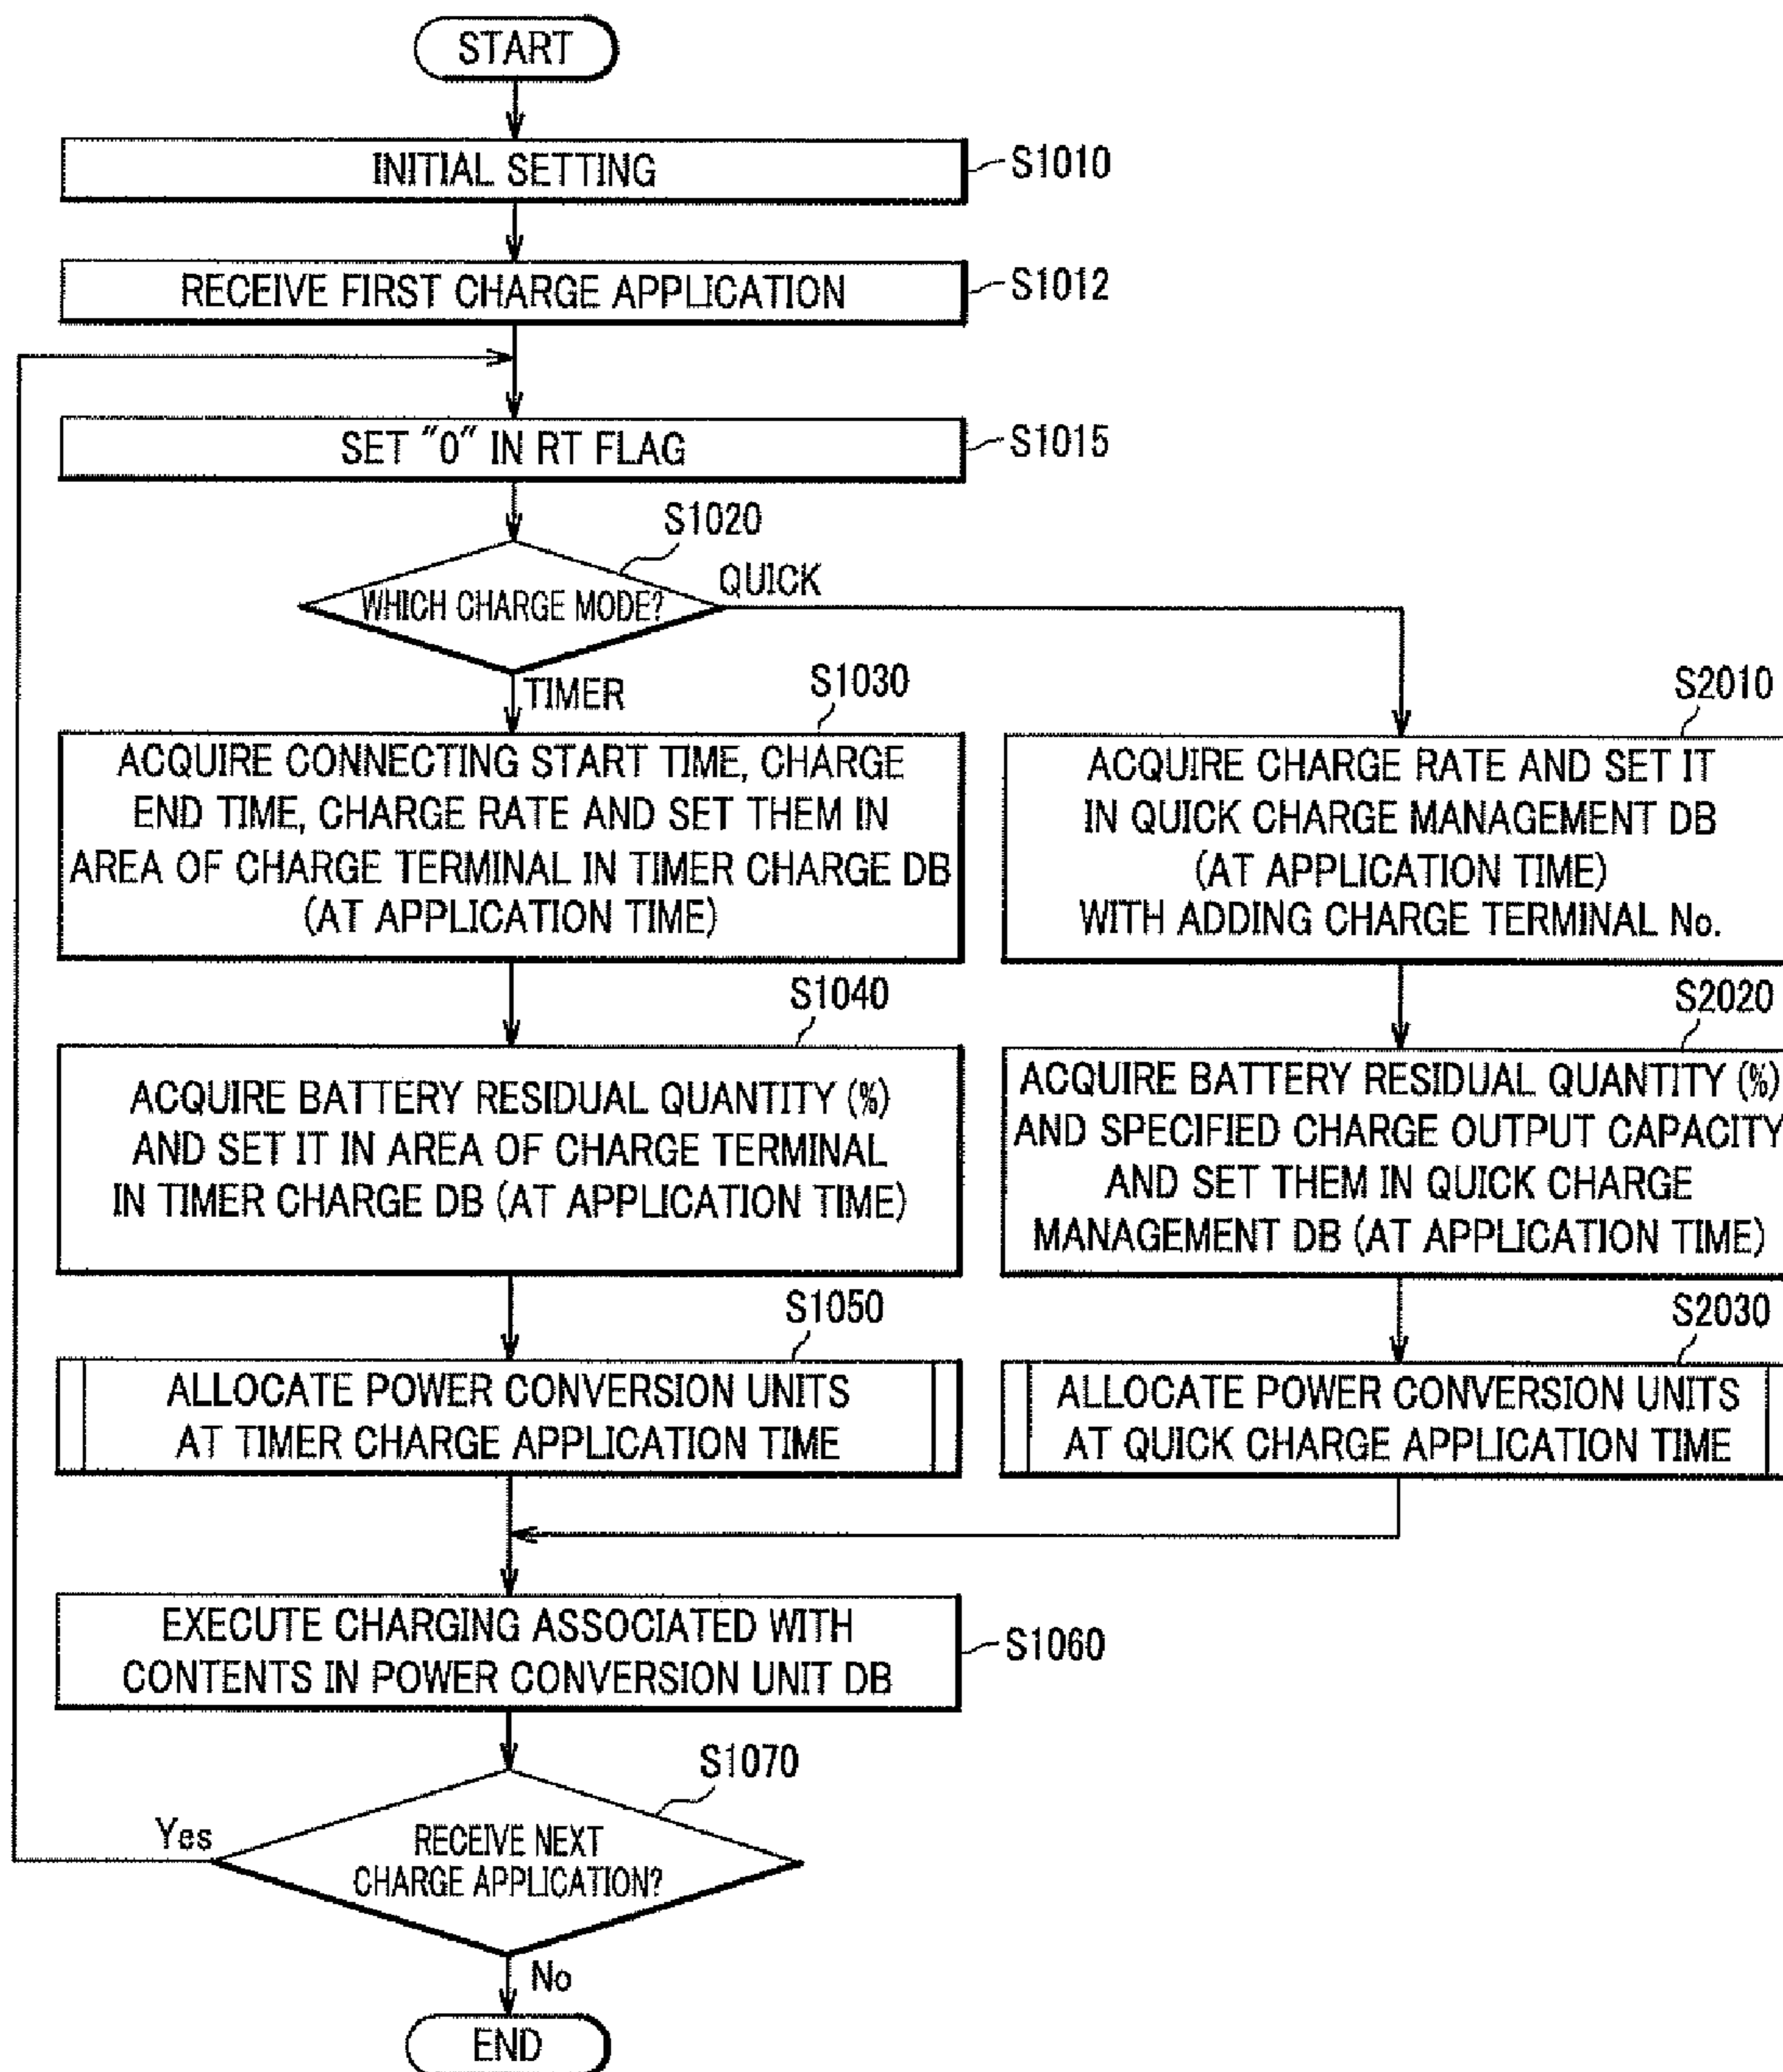 START
INITIAL SETTING
S1010
RECEIVE FIRST CHARGE APPLICATION
S1012
SET "0" IN RT FLAG
S1015
S1020
WHICH CHARGE MODE?
QUICK
TIMER
S1030
ACQUIRE CONNECTING START TIME, CHARGE
END TIME, CHARGE RATE AND SET THEM IN
AREA OF CHARGE TERMINAL IN TIMER CHARGE DB
(AT APPLICATION TIME)
S2010
ACQUIRE CHARGE RATE AND SET IT
IN QUICK CHARGE MANAGEMENT DB
(AT APPLICATION TIME)
WITH ADDING CHARGE TERMINAL No.
S1040
ACQUIRE BATTERY RESIDUAL QUANTITY (%)
AND SET IT IN AREA OF CHARGE TERMINAL
IN TIMER CHARGE DB (AT APPLICATION TIME)
S2020
ACQUIRE BATTERY RESIDUAL QUANTITY (%)
AND SPECIFIED CHARGE OUTPUT CAPACITY
AND SET THEM IN QUICK CHARGE
MANAGEMENT DB (AT APPLICATION TIME)
S1050
ALLOCATE POWER CONVERSION UNITS
AT TIMER CHARGE APPLICATION TIME
S2030
ALLOCATE POWER CONVERSION UNITS
AT QUICK CHARGE APPLICATION TIME
EXECUTE CHARGING ASSOCIATED WITH
CONTENTS IN POWER CONVERSION UNIT DB
S1060
S1070
Yes
RECEIVE NEXT
CHARGE APPLICATION?
No
END